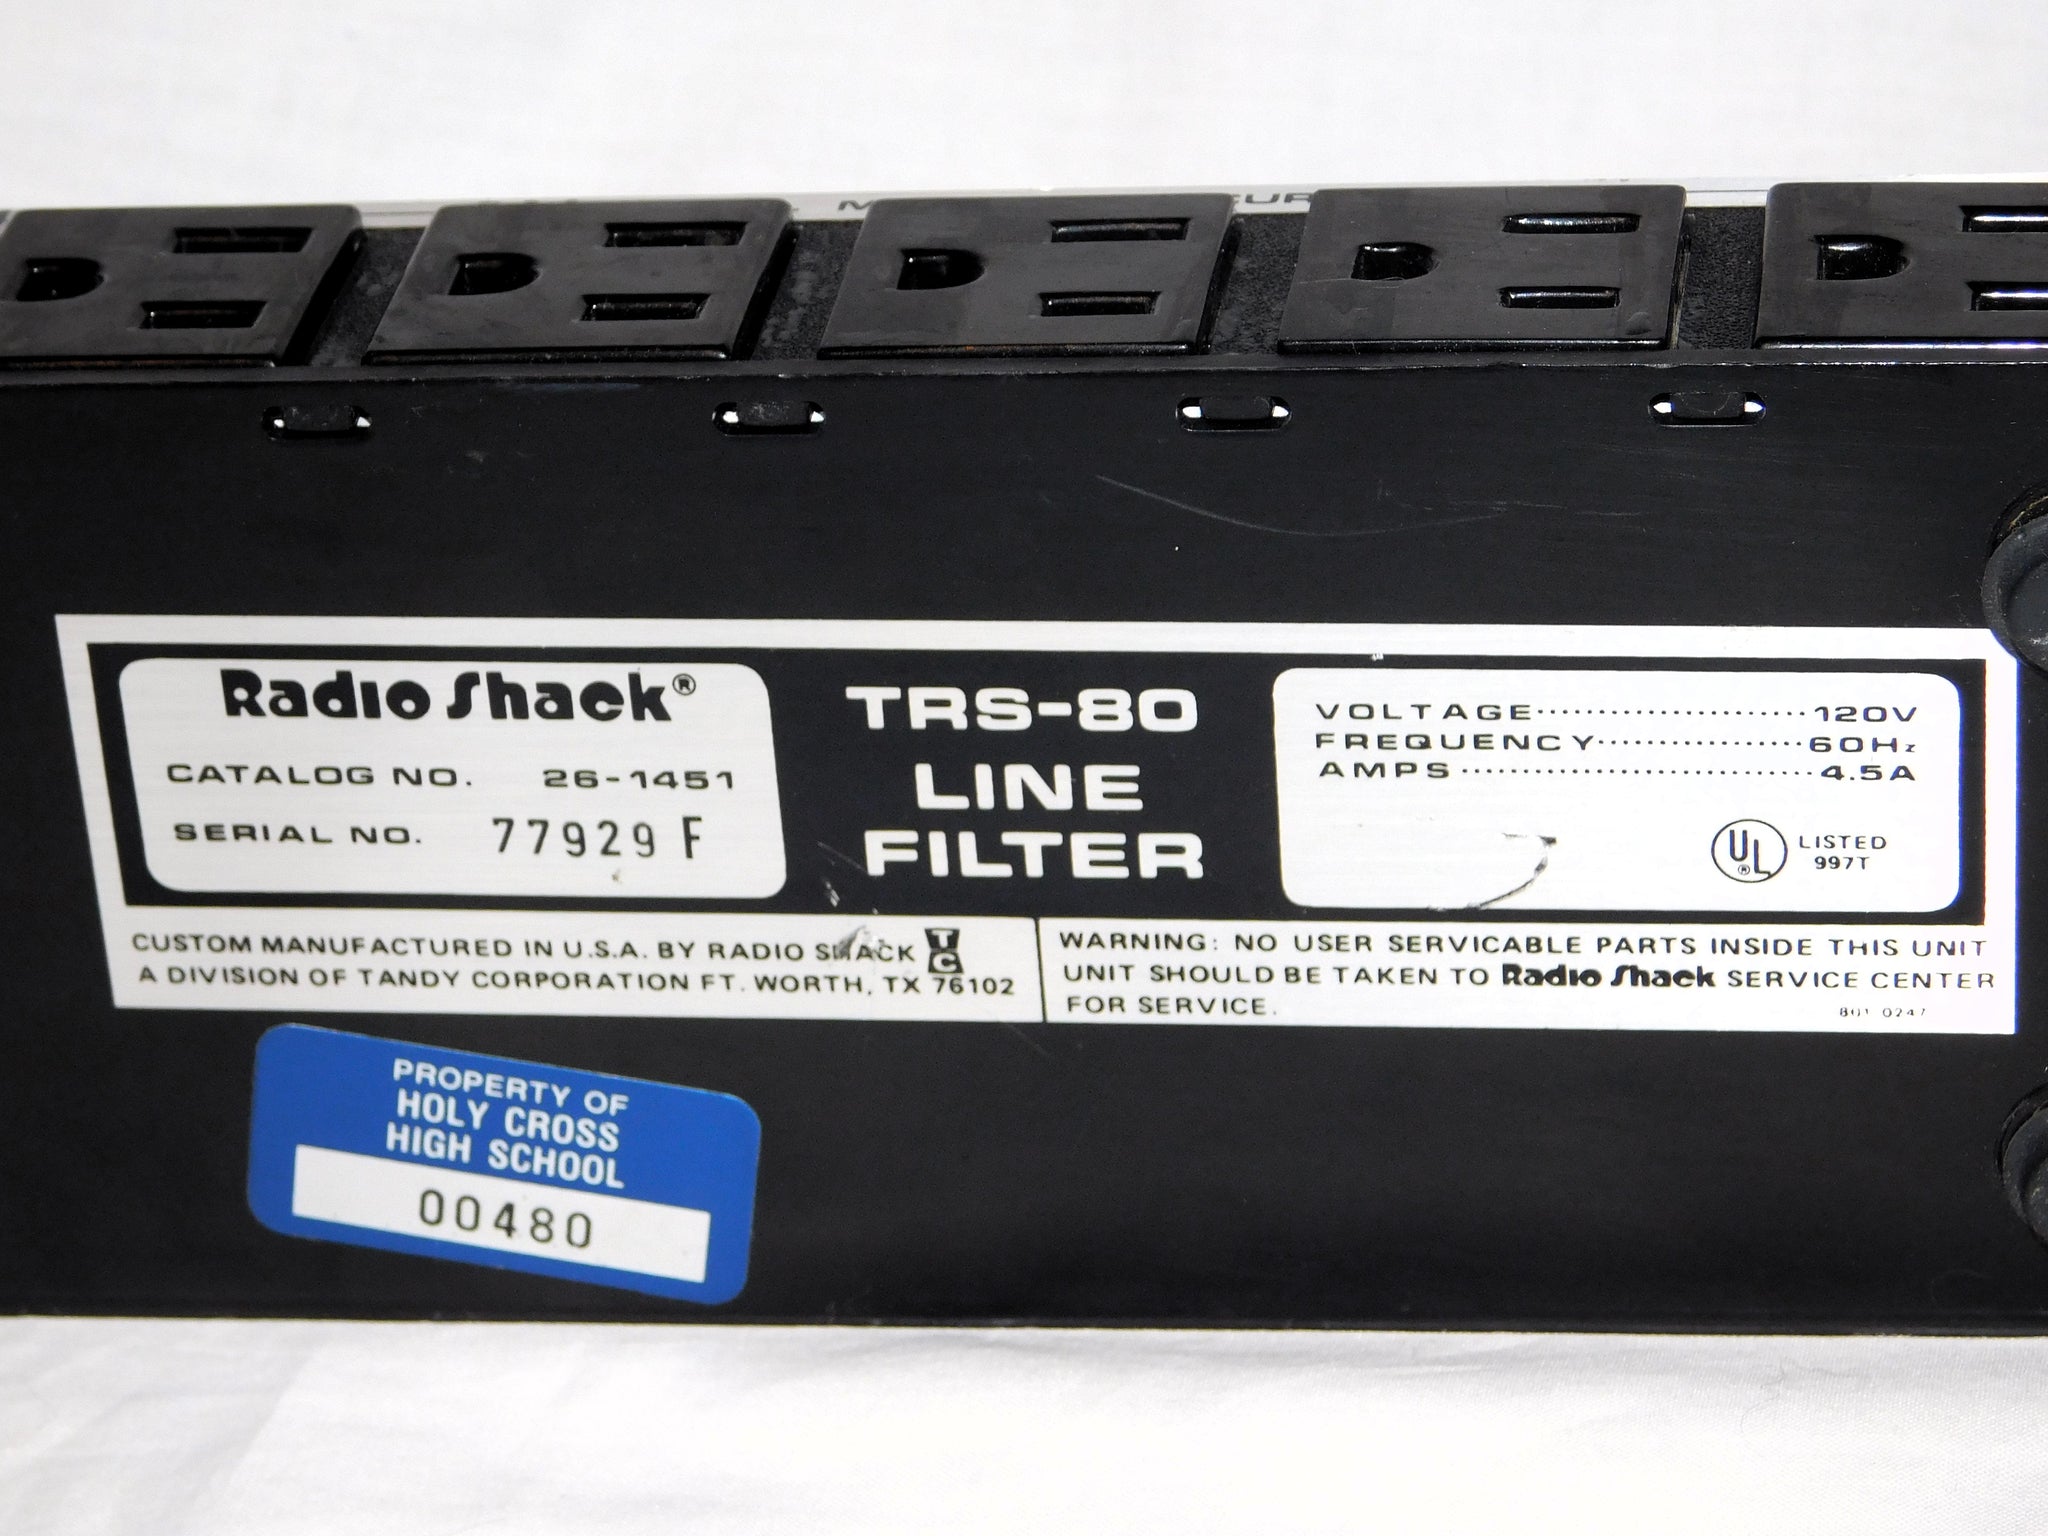 Radio Shack®
CATALOG NO. 26-1451
SERIAL NO. 77929 F
TRS-80
LINE
FILTER
VOLTAGE 120V
FREQUENCY 60Hz
AMPS 4.5A
UL®
LISTED
997T
CUSTOM MANUFACTURED IN U.S.A. BY RADIO SHACK TC
A DIVISION OF TANDY CORPORATION FT. WORTH, TX 76102
WARNING: NO USER SERVICABLE PARTS INSIDE THIS UNIT
UNIT SHOULD BE TAKEN TO Radio Shack SERVICE CENTER
FOR SERVICE.
PROPERTY OF
HOLY CROSS
HIGH SCHOOL
00480